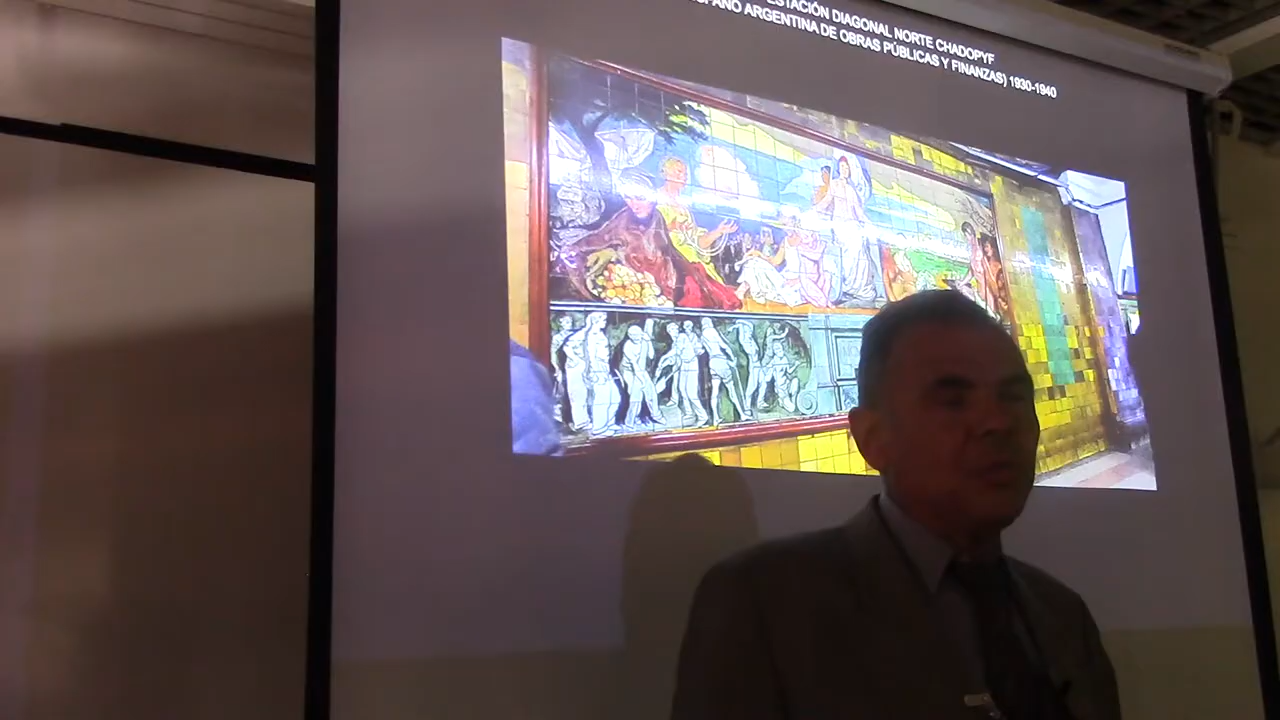 ESTACIÓN DIAGONAL NORTE CHADOPYF
ARGENTINA DE OBRAS PÚBLICAS Y FINANZAS) 1930-1940